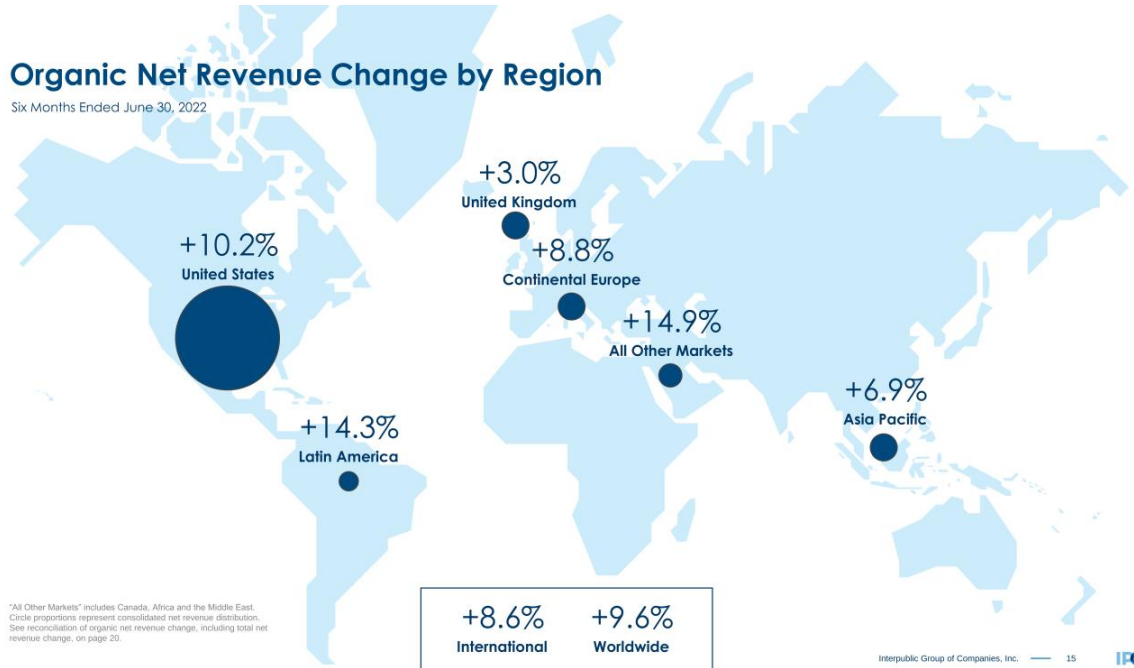 Organic Net Revenue Change by Region
Six Months Ended June 30, 2022
+3.0%
United Kingdom
+10.2%
United States
+8.8%
Continental Europe
+14.9%
All Other Markets
+6.9%
Asia Pacific
+14.3%
Latin America
"All Other Markets" includes Canada, Africa and the Middle East.
Circle proportions represent consolidated net revenue distribution.
See reconciliation of organic net revenue change, including total net
revenue change, on page 20.
+8.6% +9.6%
International Worldwide
Interpublic Group of Companies, Inc. 15